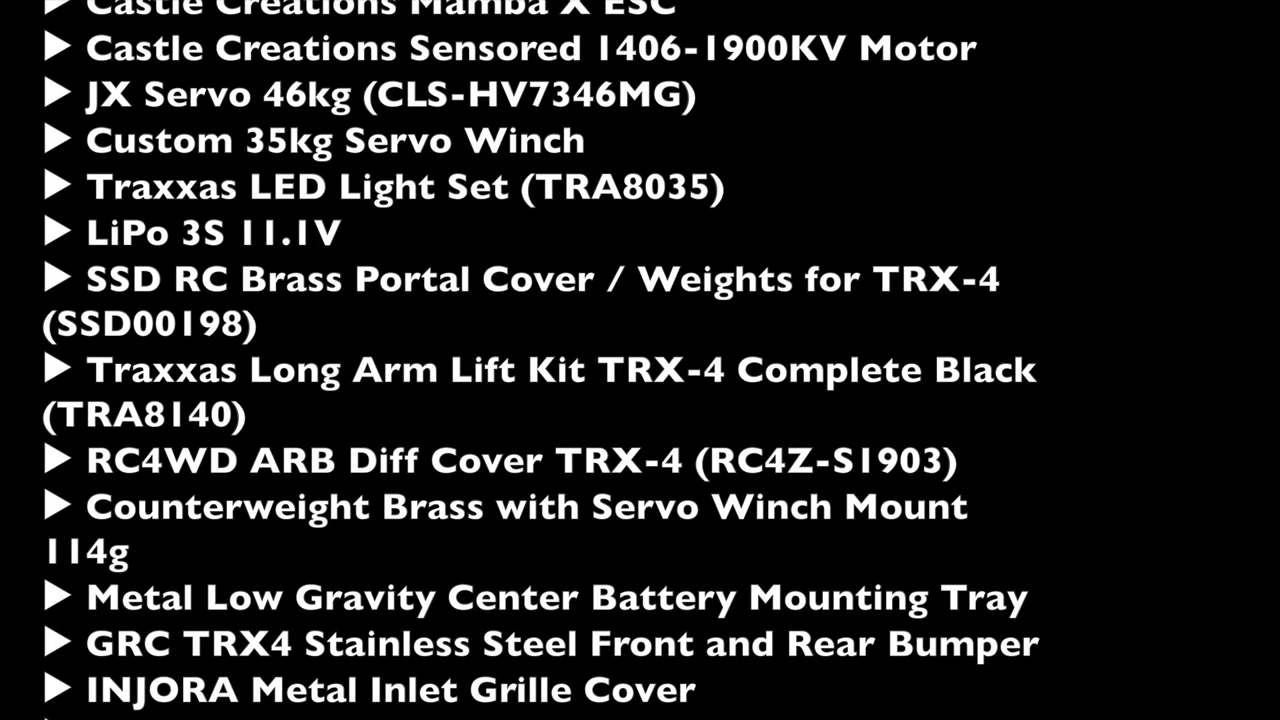 ▶ Castle Creations Mamba X ESC
▶ Castle Creations Sensored 1406-1900KV Motor
▶ JX Servo 46kg (CLS-HV7346MG)
▶ Custom 35kg Servo Winch
▶ Traxxas LED Light Set (TRA8035)
▶ LiPo 3S 11.1V
▶ SSD RC Brass Portal Cover / Weights for TRX-4
(SSD00198)
▶ Traxxas Long Arm Lift Kit TRX-4 Complete Black
(TRA8140)
▶ RC4WD ARB Diff Cover TRX-4 (RC4Z-S1903)
▶ Counterweight Brass with Servo Winch Mount
114g
▶ Metal Low Gravity Center Battery Mounting Tray
▶ GRC TRX4 Stainless Steel Front and Rear Bumper
▶ INJORA Metal Inlet Grille Cover